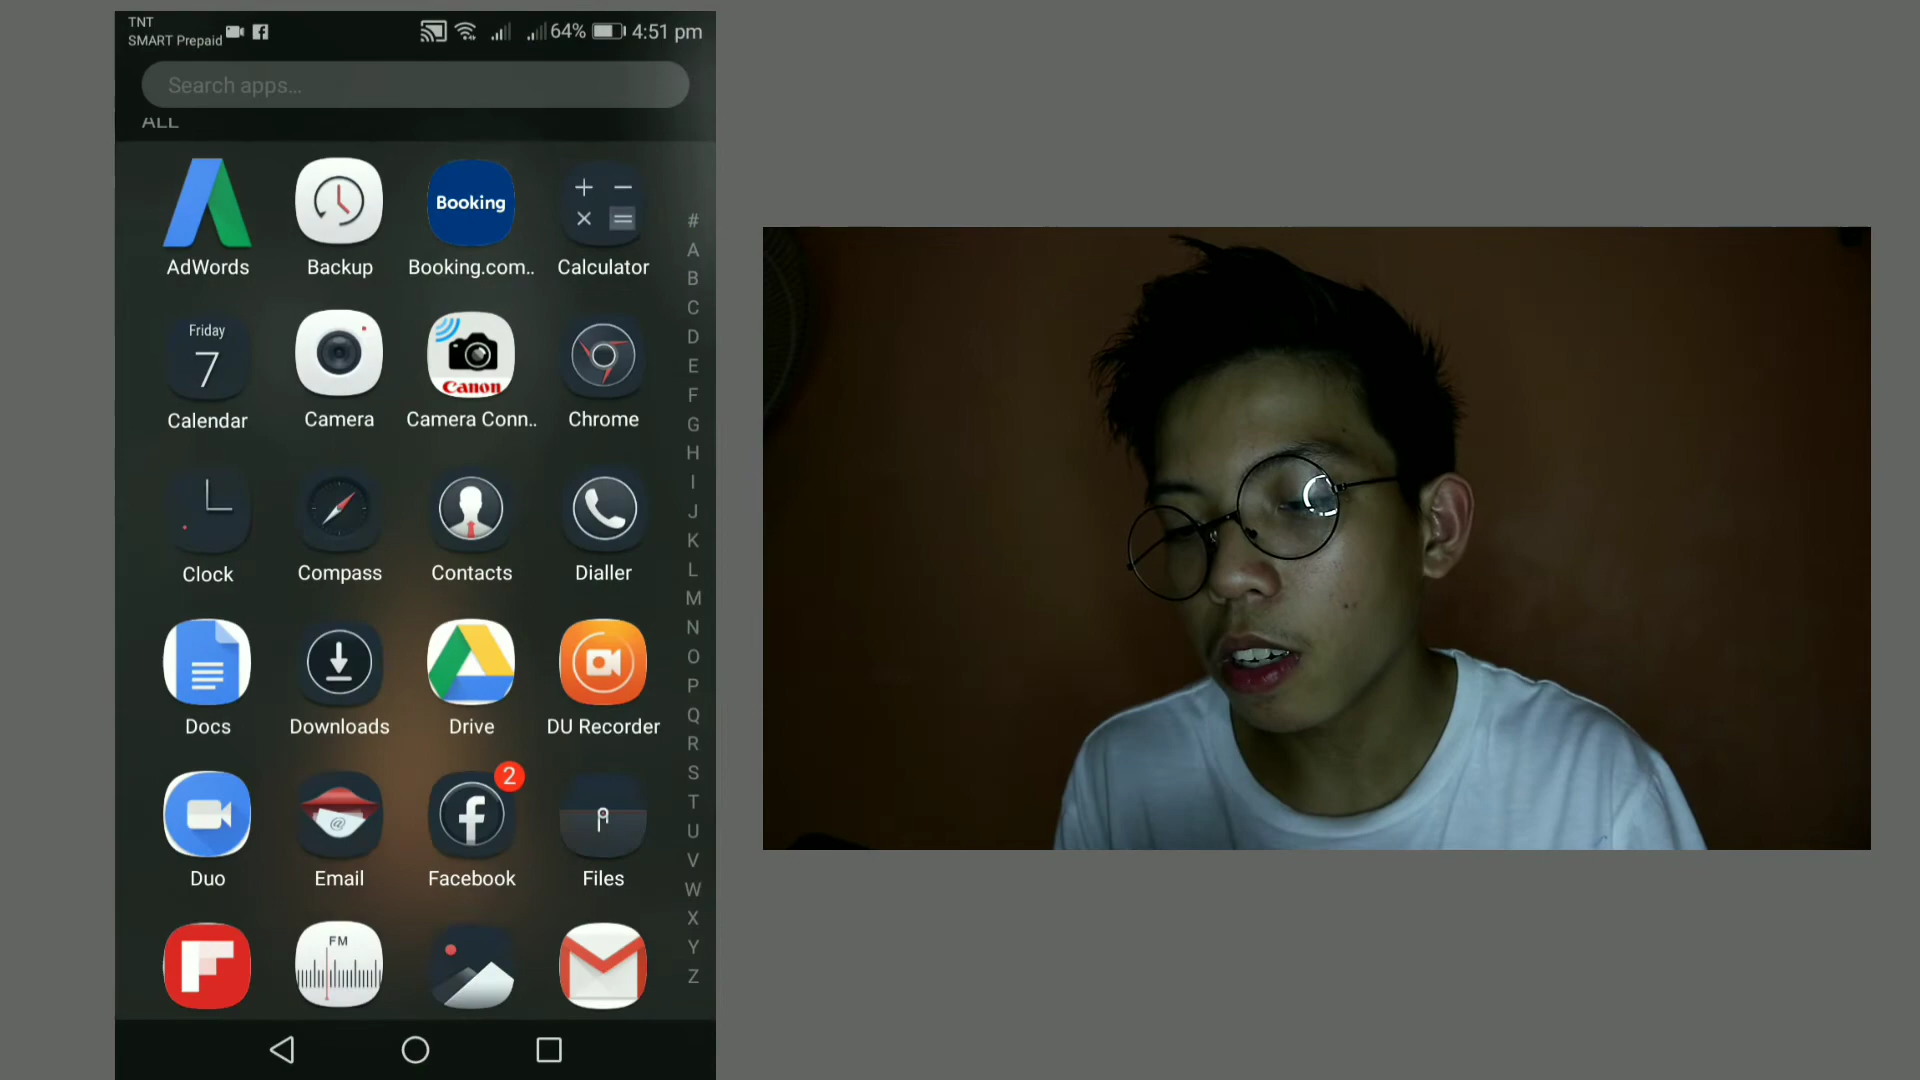 TNT
SMART Prepaid
64% 4:51 pm
Search apps...
ALL
Booking
AdWords Backup Booking.com.. Calculator
Friday
7
Canon
Calendar Camera Camera Conn.. Chrome
Clock Compass Contacts Dialler
Docs Downloads Drive DU Recorder
@
2
Duo Email Facebook Files
FM
#
A
B
C
D
E
F
G
H
I
J
K
L
M
N
O
P
Q
R
S
T
U
V
W
X
Y
Z